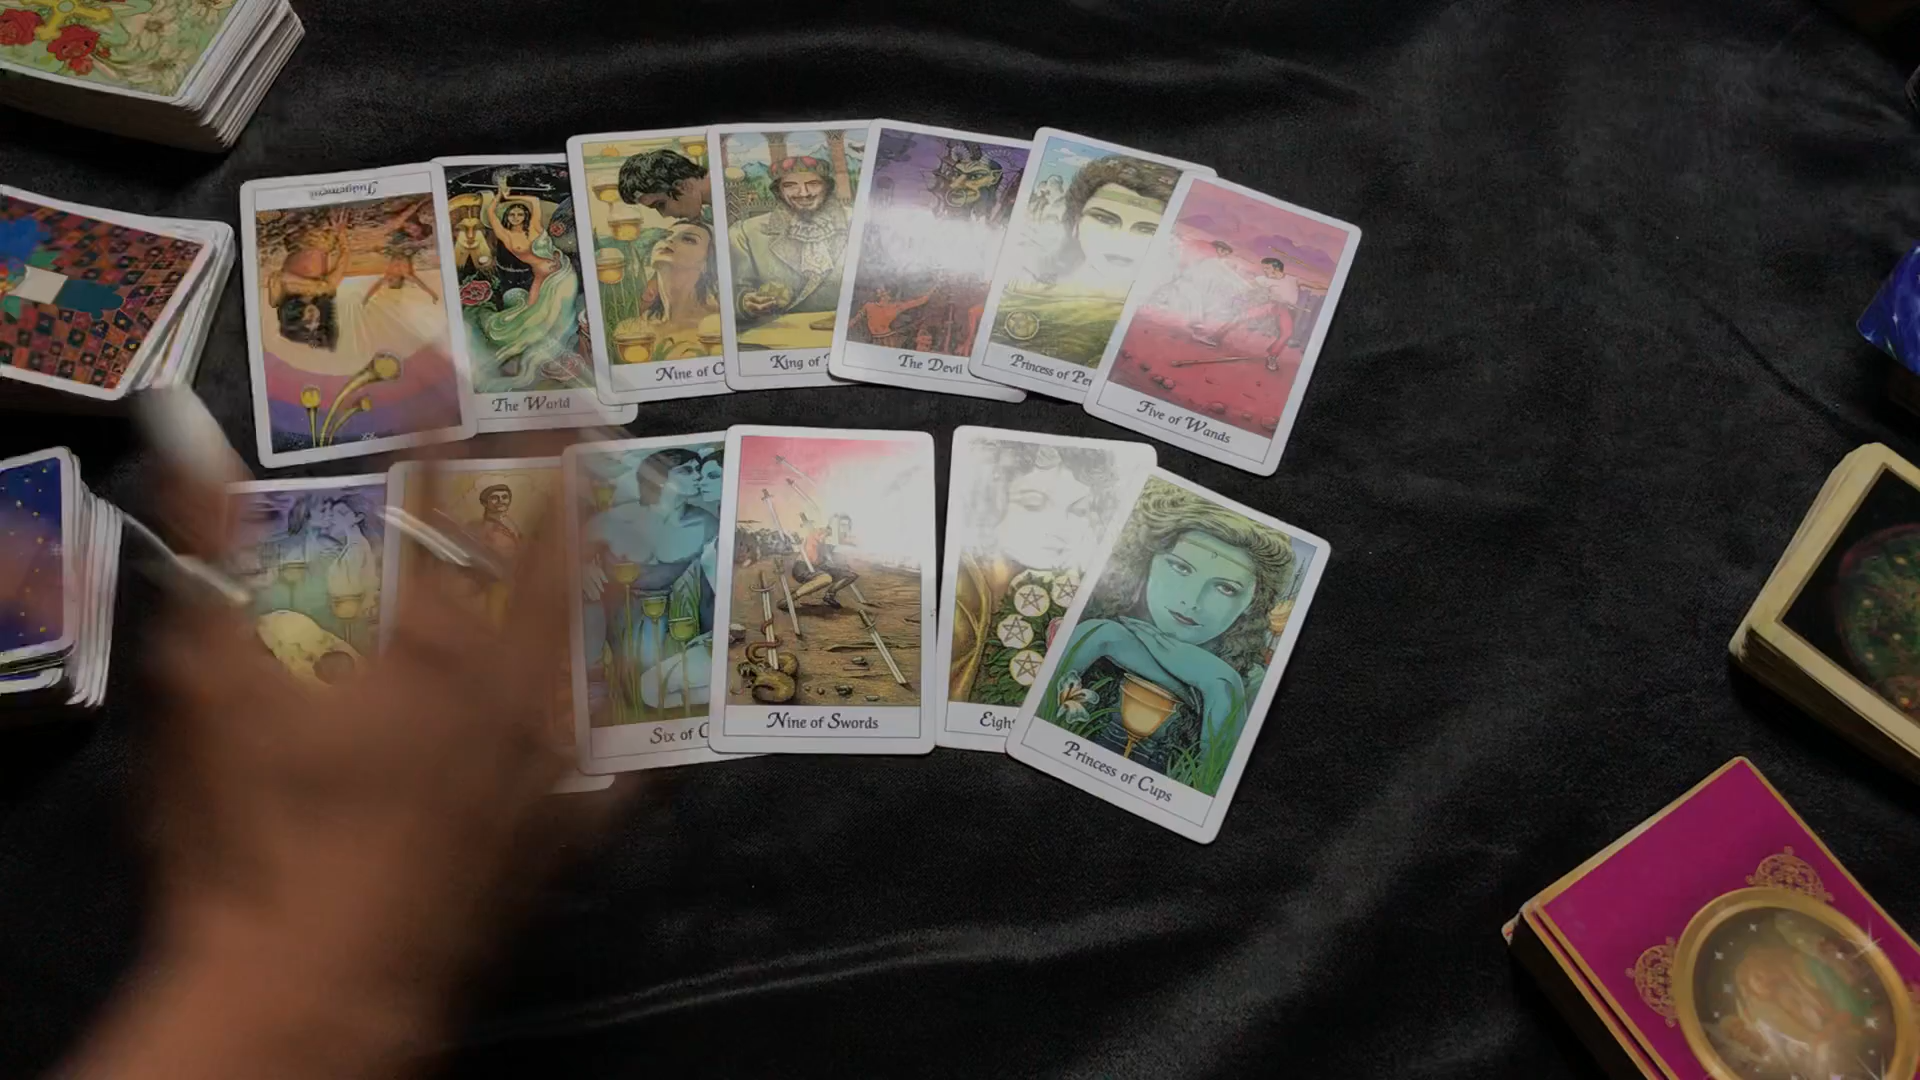 Judgement
The World
Nine of C
King of
The Devil
Princess of Pe
Five of Wands
Six of C
Nine of Swords
Eigh
Princess of Cups